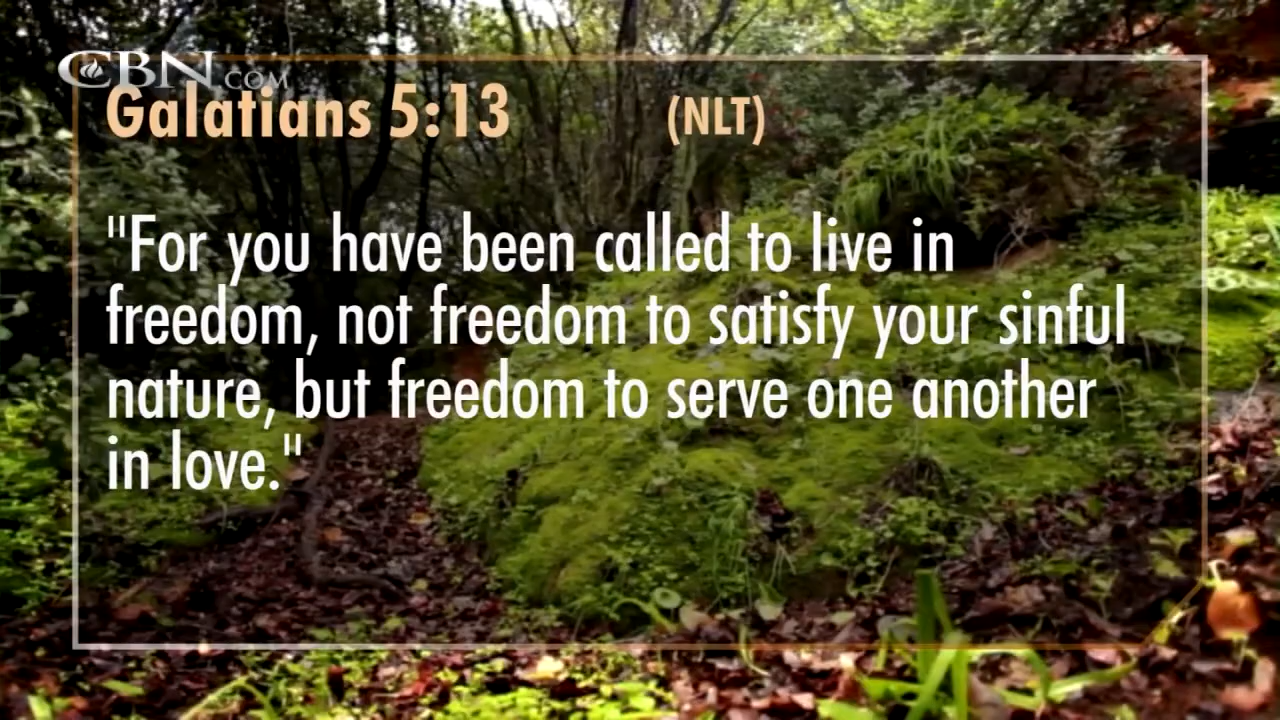 CBN.COM
Galatians 5:13 (NLT)
"For you have been called to live in
freedom, not freedom to satisfy your sinful
nature, but freedom to serve one another
in love."